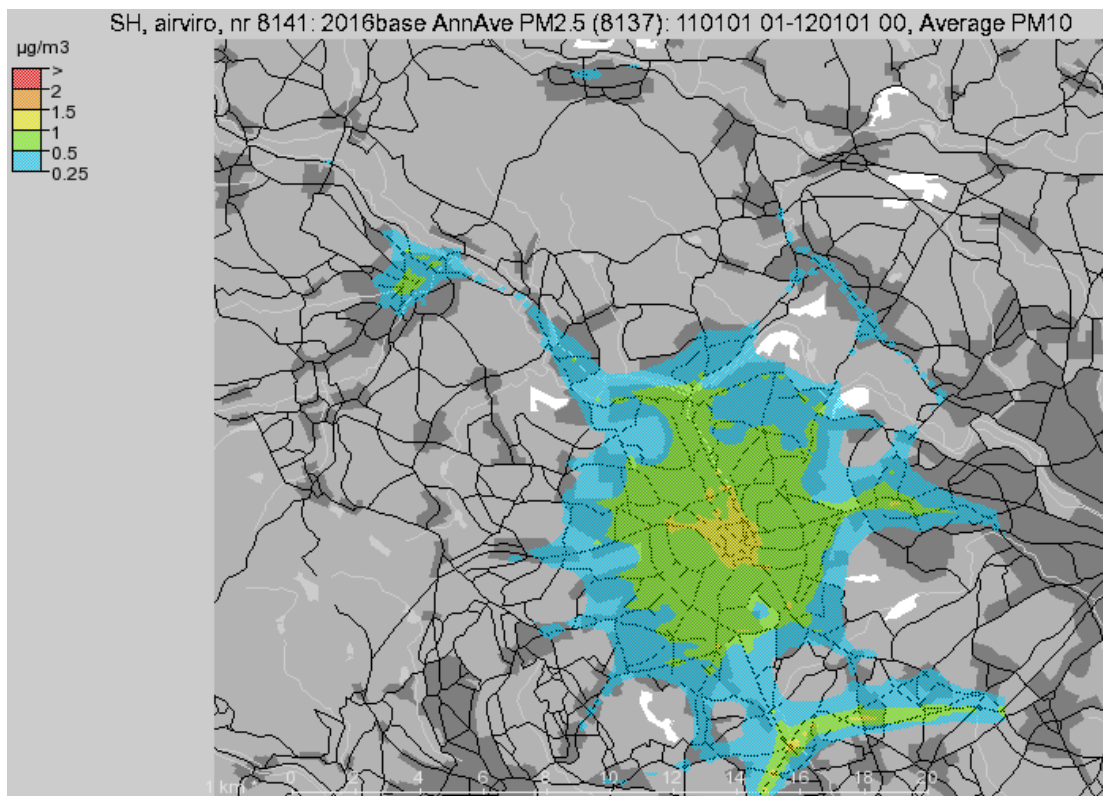 SH, airviro, nr 8141: 2016base AnnAve PM2.5 (8137): 110101 01-120101 00, Average PM10
µg/m3
>
2
1.5
1
0.5
0.25
1 km * 0 2 4 6 8 10 12 14 16 18 20